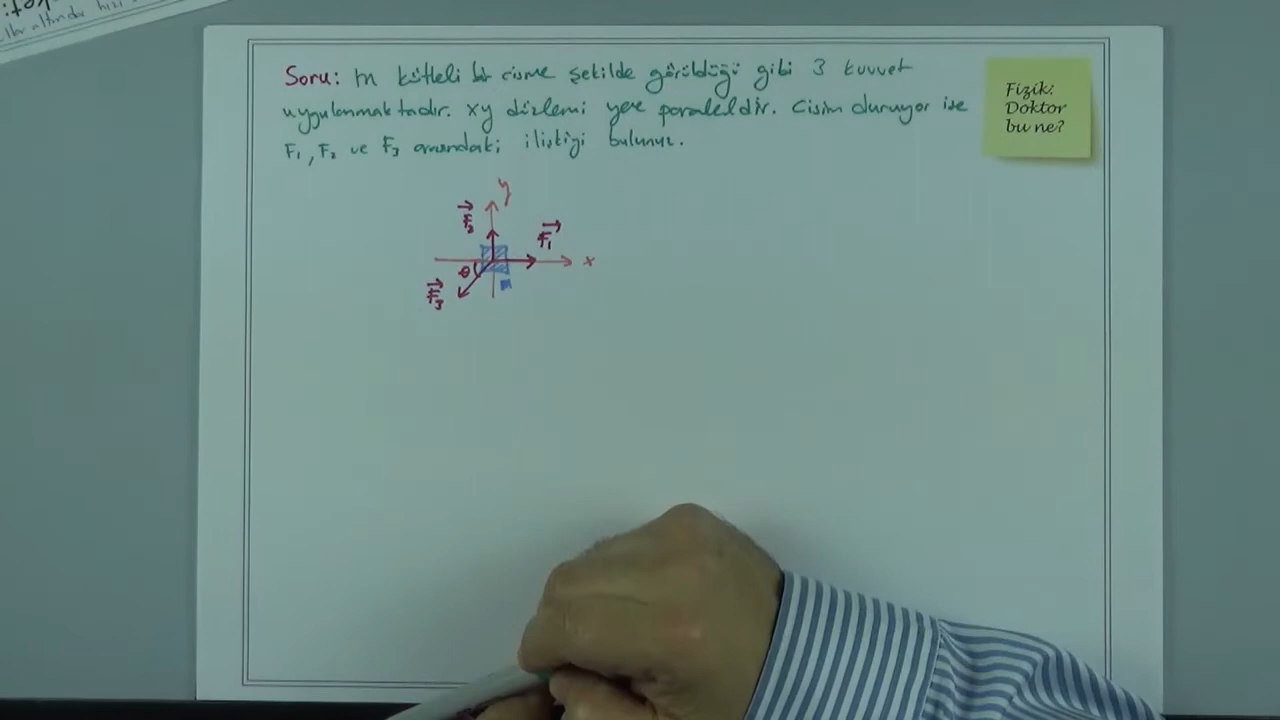 Soru: m kütleli bir cisme şekilde görüldüğü gibi 3 kuvvet
uygulanmaktadır. xy düzlemi yere paraleldir. Cisim duruyor ise
F₁, F₂ ve F₃ arasındaki ilişkiyi bulunuz.
Fizik:
Doktor
bu ne?
y
F₂
F₁
x
θ
F₃
m